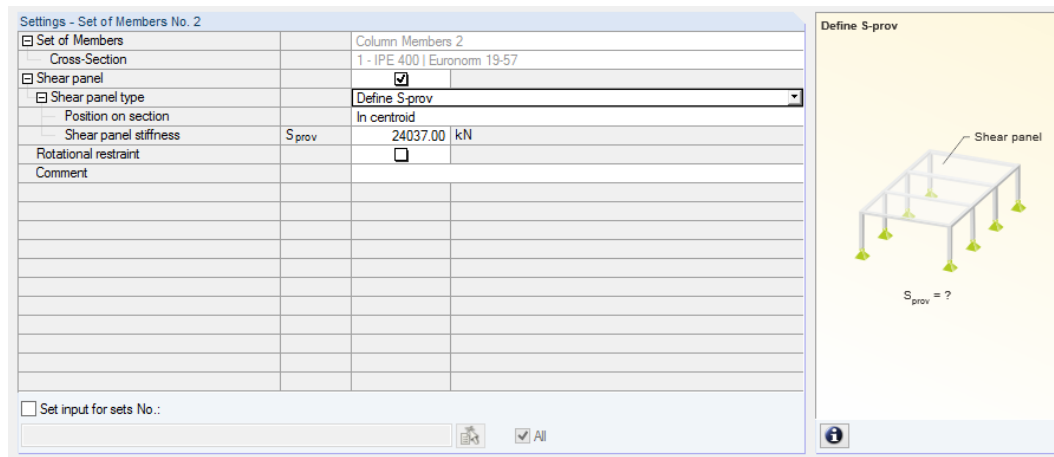 Settings - Set of Members No. 2
Set of Members Column Members 2
Cross-Section 1 - IPE 400 | Euronorm 19-57
Shear panel
Shear panel type Define S-prov
Position on section In centroid
Shear panel stiffness Sprov 24037.00 kN
Rotational restraint
Comment
Set input for sets No.:
All
Define S-prov
Shear panel
Sprov = ?